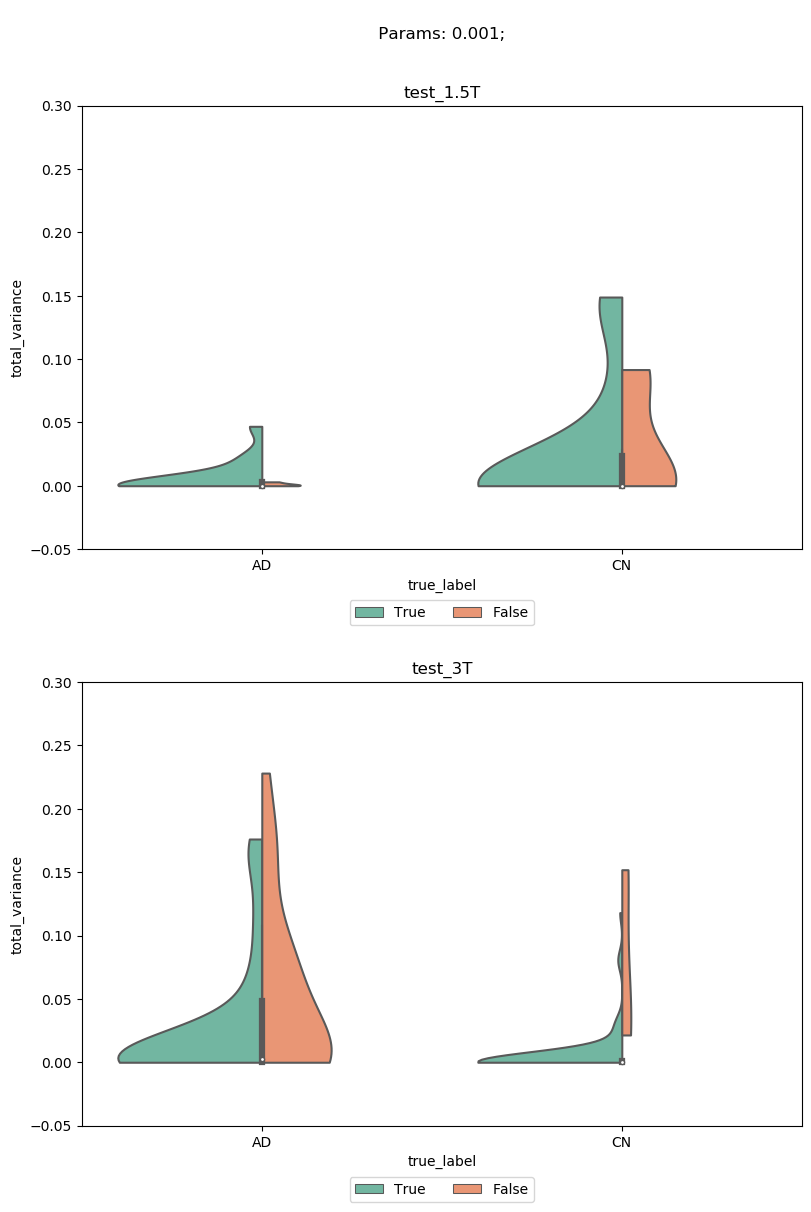 Params: 0.001;
test_1.5T
0.30
0.25
0.20
0.15
0.10
0.05
0.00
−0.05
total_variance
AD CN
true_label
True False
test_3T
0.30
0.25
0.20
0.15
0.10
0.05
0.00
−0.05
total_variance
AD CN
true_label
True False